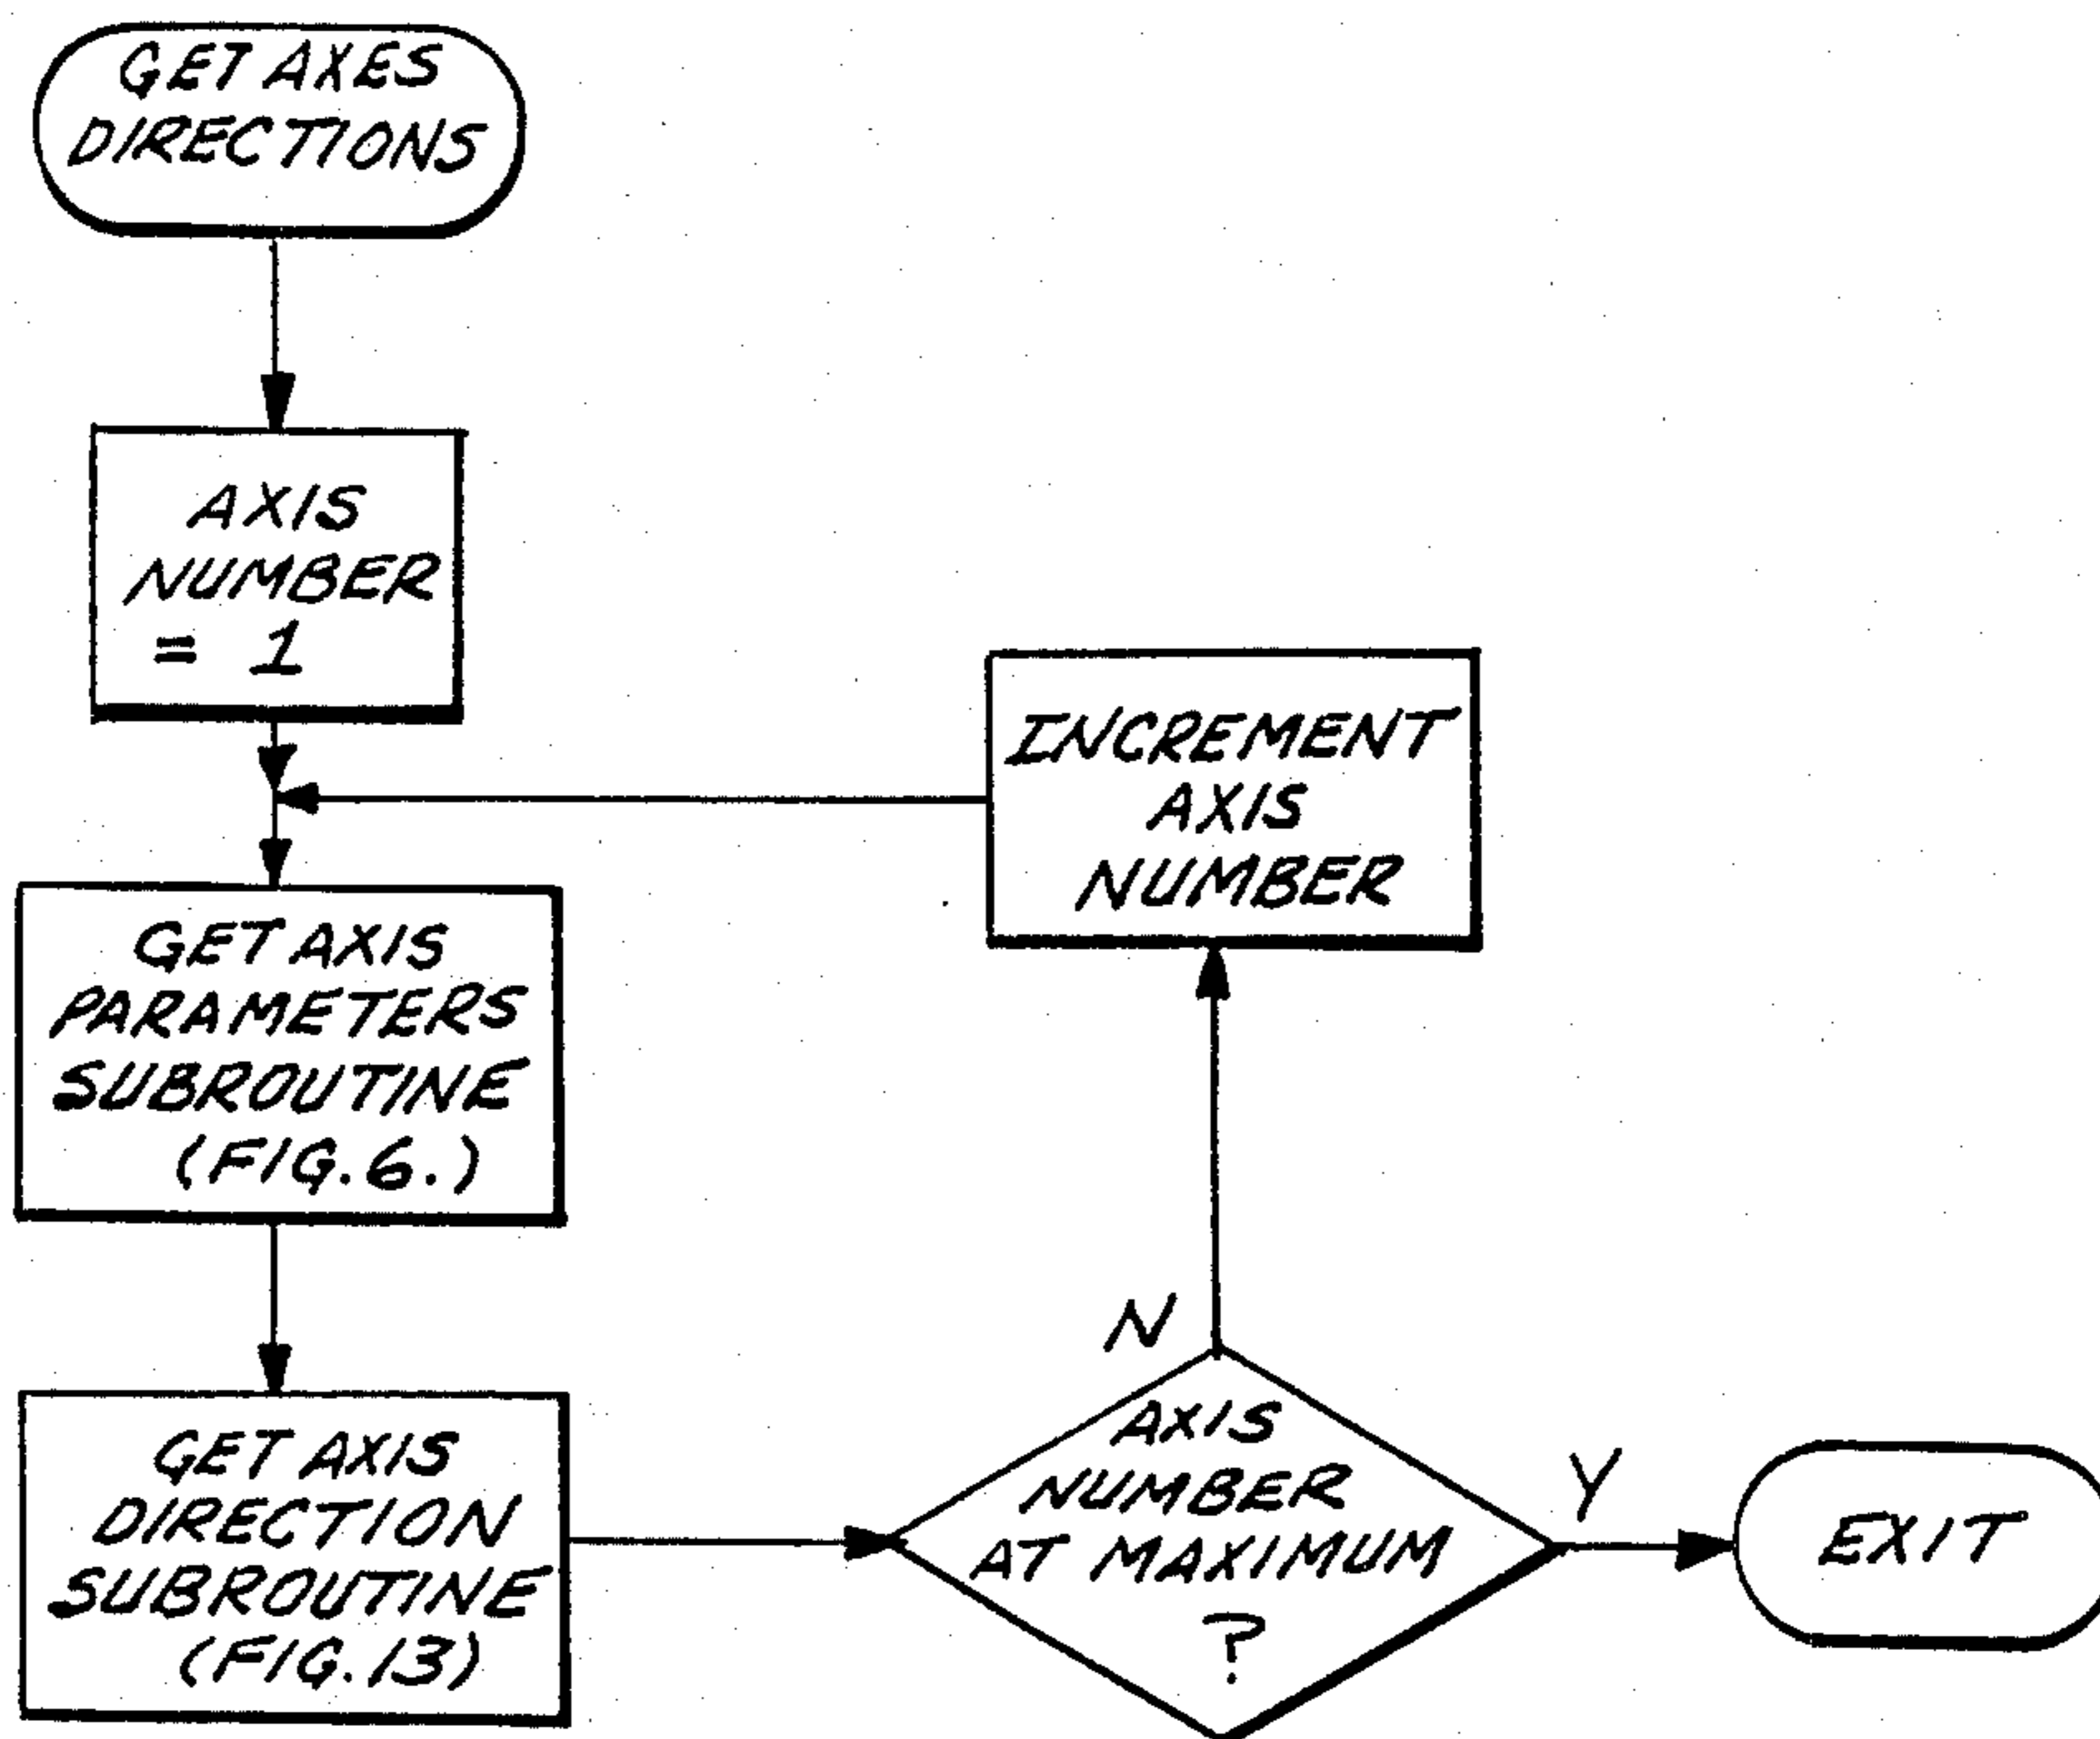 GET AXES
DIRECTIONS
AXIS
NUMBER
= 1
GET AXIS
PARAMETERS
SUBROUTINE
(FIG. 6.)
GET AXIS
DIRECTION
SUBROUTINE
(FIG. 13)
AXIS
NUMBER
AT MAXIMUM
?
N
INCREMENT
AXIS
NUMBER
Y
EXIT